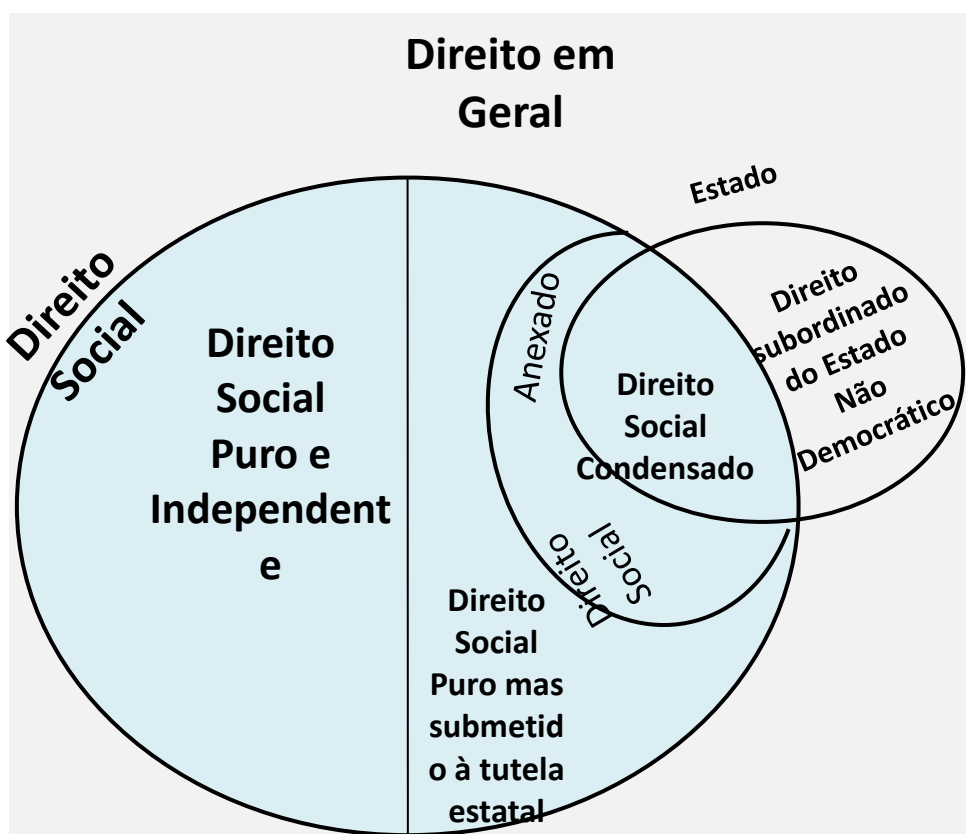 Direito em
Geral
Estado
Direito
Social
Direito
Social
Puro e
Independent
e
Anexado
Direito
Social
Direito
Social
Condensado
Direito
subordinado
do Estado
Não
Democrático
Direito
Social
Puro mas
submetid
o à tutela
estatal